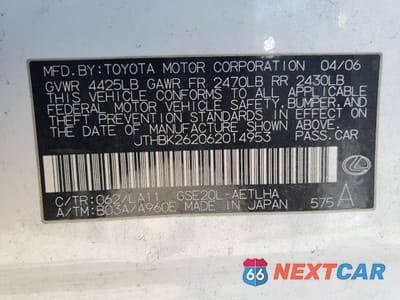 MFD.BY:TOYOTA MOTOR CORPORATION 04/06
GVWR 4425LB GAWR FR 2470LB RR 2430LB
THIS VEHICLE CONFORMS TO ALL APPLICABLE
FEDERAL MOTOR VEHICLE SAFETY, BUMPER, AND
THEFT PREVENTION STANDARDS IN EFFECT ON
THE DATE OF MANUFACTURE SHOWN ABOVE.
JTHBK262062014953 PASS.CAR
C/TR:062/LA11 GSE20L-AETLHA
A/TM:B03A/A960E MADE IN JAPAN 575 A
66 NEXTCAR